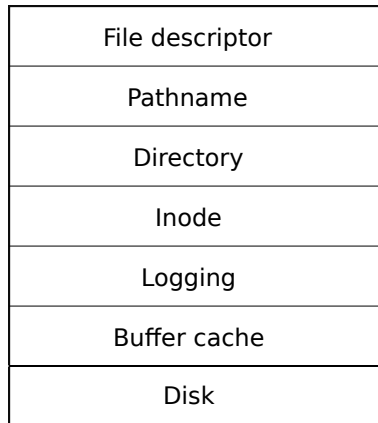 File descriptor
Pathname
Directory
Inode
Logging
Buffer cache
Disk